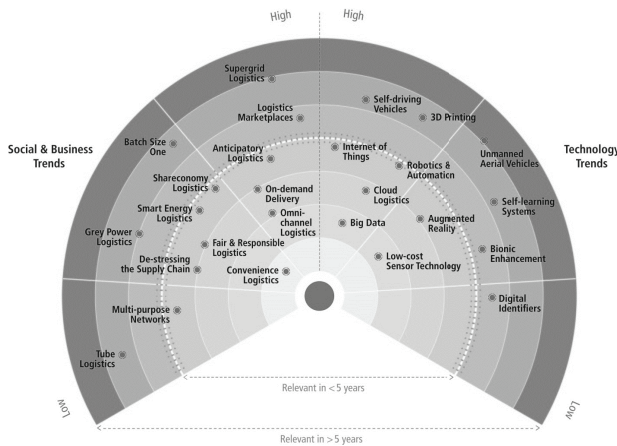 High
High
Supergrid
Logistics
Self-driving
Vehicles
Logistics
Marketplaces
3D Printing
Batch Size
One
Social & Business
Trends
Technology
Trends
Anticipatory
Logistics
Internet of
Things
Unmanned
Aerial Vehicles
Robotics &
Automation
Shareconomy
Logistics
On-demand
Delivery
Cloud
Logistics
Self-learning
Systems
Smart Energy
Logistics
Omni-
channel
Logistics
Big Data
Augmented
Reality
Grey Power
Logistics
Fair & Responsible
Logistics
Bionic
Enhancement
De-stressing
the Supply Chain
Convenience
Logistics
Low-cost
Sensor Technology
Multi-purpose
Networks
Digital
Identifiers
Tube
Logistics
Relevant in < 5 years
Low
Low
Relevant in > 5 years